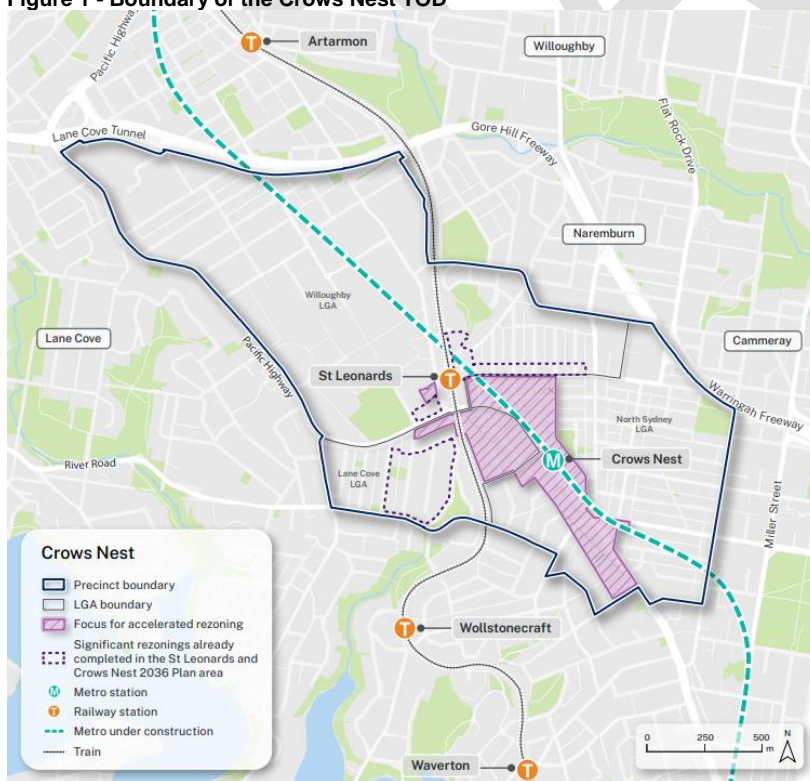 Figure 1 - Boundary of the Crows Nest TOD
Artarmon
Willoughby
Pacific Highway
Flat Rock Drive
Lane Cove Tunnel
Gore Hill Freeway
Naremburn
Willoughby
LGA
Lane Cove
Pacific Highway
Cammeray
St Leonards
Warringah Freeway
North Sydney
LGA
Crows Nest
River Road
Lane Cove
LGA
Miller Street
Wollstonecraft
Waverton
Crows Nest
Precinct boundary
LGA boundary
Focus for accelerated rezoning
Significant rezonings already
completed in the St Leonards and
Crows Nest 2036 Plan area
M Metro station
T Railway station
Metro under construction
Train
0 250 500
m
N
T
T
M
T
T